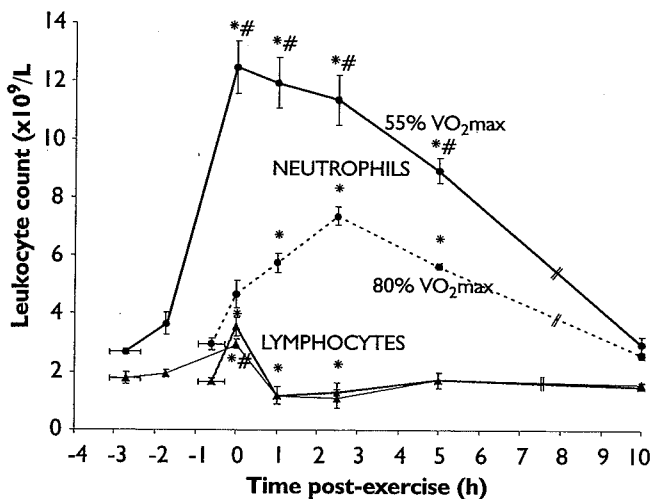 Leukocyte count (x10⁹/L)
14
12
10
8
6
4
2
0
*#
*#
*#
55% VO₂max
*#
NEUTROPHILS
*
*
*
80% VO₂max
*
LYMPHOCYTES
*#
*
*
-4 -3 -2 -1 0 1 2 3 4 5 6 7 8 9 10
Time post-exercise (h)